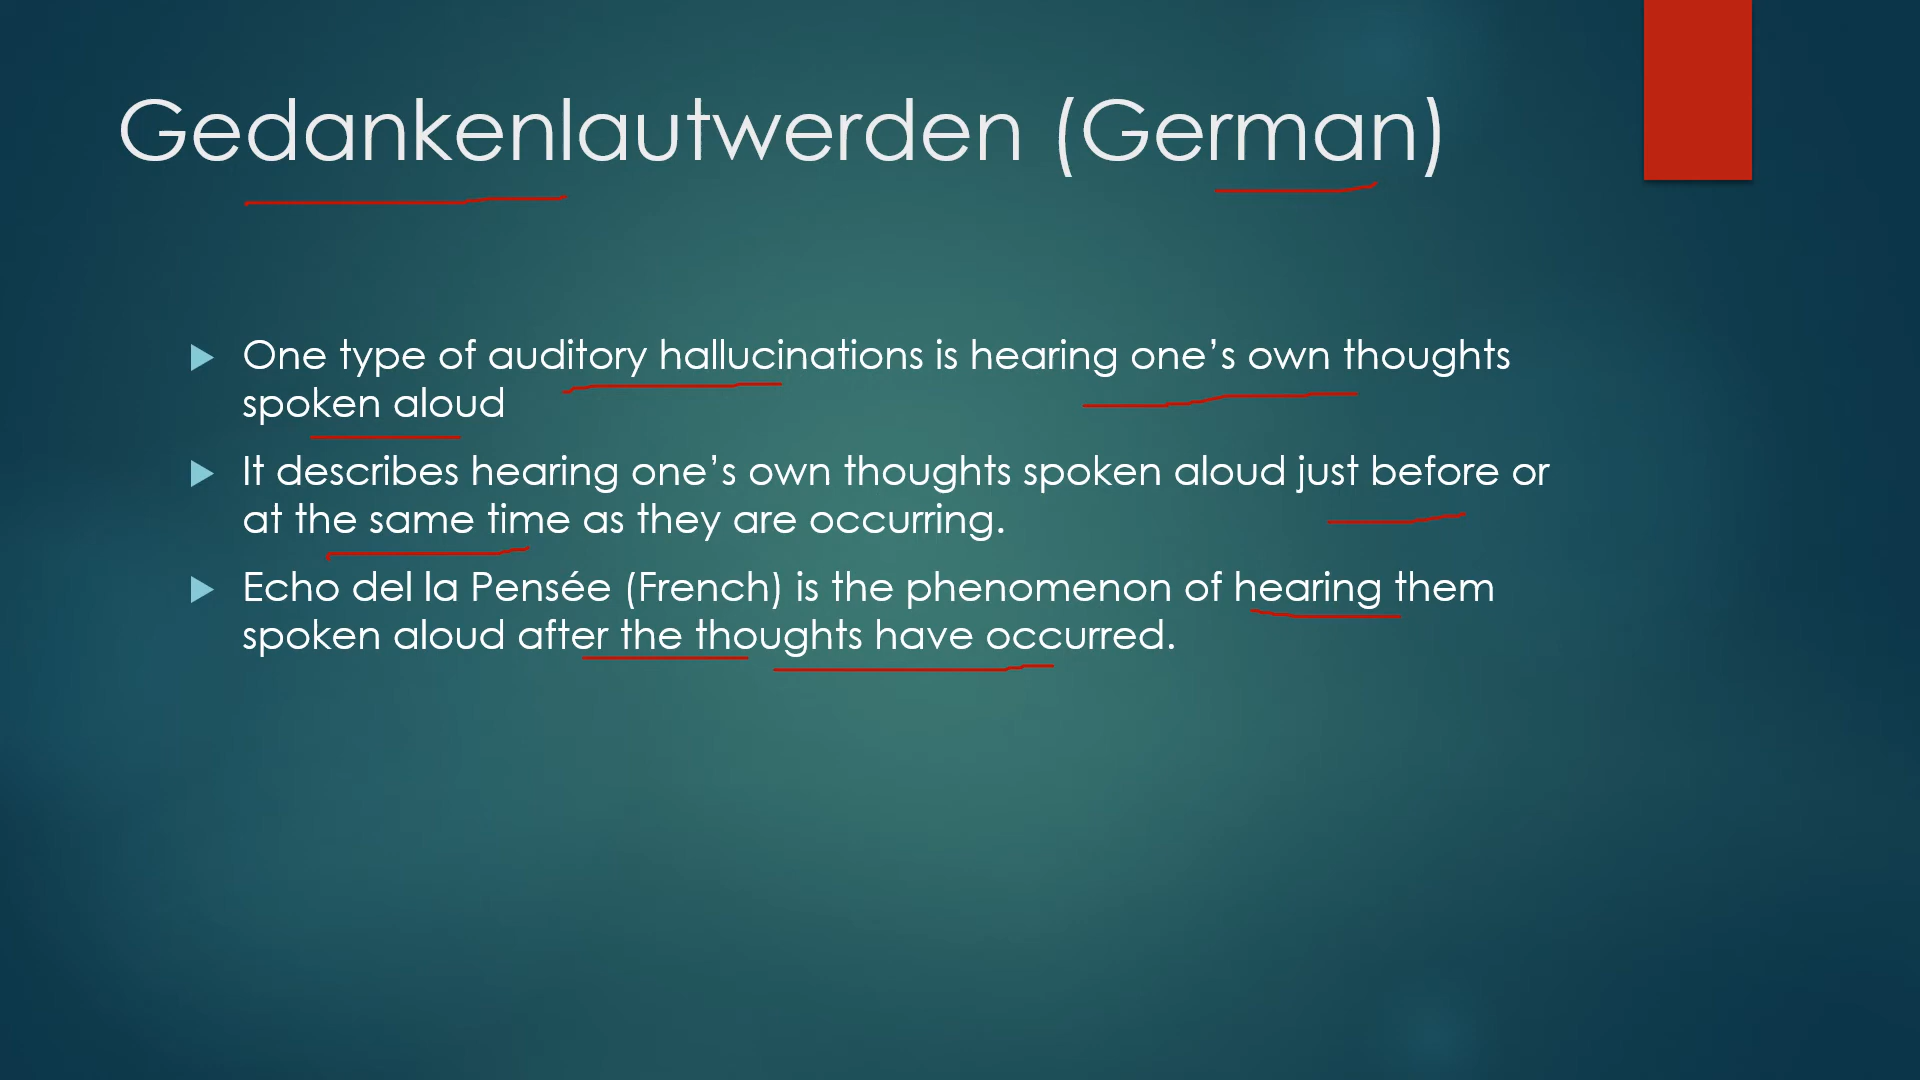 Gedankenlautwerden (German)
One type of auditory hallucinations is hearing one’s own thoughts
spoken aloud
It describes hearing one’s own thoughts spoken aloud just before or
at the same time as they are occurring.
Echo del la Pensée (French) is the phenomenon of hearing them
spoken aloud after the thoughts have occurred.